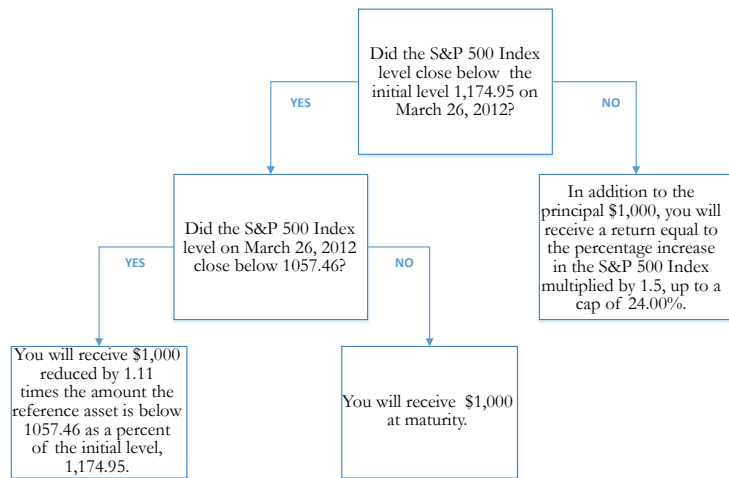 Did the S&P 500 Index
level close below the
initial level 1,174.95 on
March 26, 2012?
YES
NO
Did the S&P 500 Index
level on March 26, 2012
close below 1057.46?
In addition to the
principal $1,000, you will
receive a return equal to
the percentage increase
in the S&P 500 Index
multiplied by 1.5, up to a
cap of 24.00%.
YES
NO
You will receive $1,000
reduced by 1.11
times the amount the
reference asset is below
1057.46 as a percent
of the initial level,
1,174.95.
You will receive $1,000
at maturity.